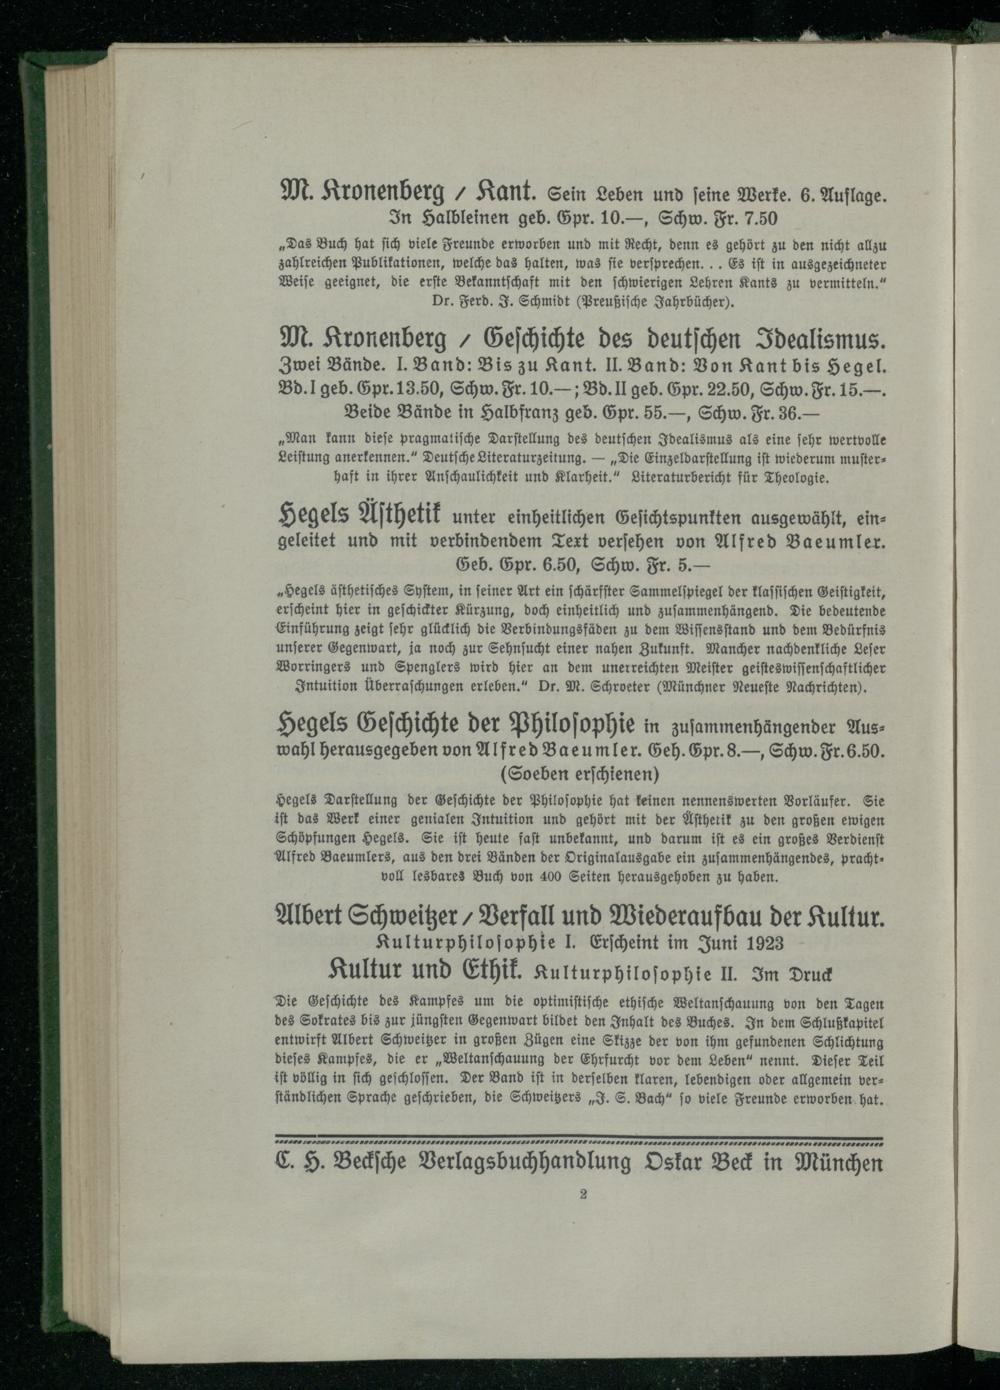 M. Kronenberg / Kant. Sein Leben und seine Werke. 6. Auflage.
In Halbleinen geb. Gpr. 10.—, Schw. Fr. 7.50
„Das Buch hat sich viele Freunde erworben und mit Recht, denn es gehört zu den nicht allzu
zahlreichen Publikationen, welche das halten, was sie versprechen... Es ist in ausgezeichneter
Weise geeignet, die erste Bekanntschaft mit den schwierigen Lehren Kants zu vermitteln.“
Dr. Ferd. J. Schmidt (Preußische Jahrbücher).
M. Kronenberg / Geschichte des deutschen Idealismus.
Zwei Bände. I. Band: Bis zu Kant. II. Band: Von Kant bis Hegel.
Bd. I geb. Gpr. 13.50, Schw. Fr. 10.—; Bd. II geb. Gpr. 22.50, Schw. Fr. 15.—.
Beide Bände in Halbfranz geb. Gpr. 55.—, Schw. Fr. 36.—
„Man kann diese pragmatische Darstellung des deutschen Idealismus als eine sehr wertvolle
Leistung anerkennen.“ Deutsche Literaturzeitung. — „Die Einzeldarstellung ist wiederum muster-
haft in ihrer Anschaulichkeit und Klarheit.“ Literaturbericht für Theologie.
Hegels Ästhetik unter einheitlichen Gesichtspunkten ausgewählt, ein-
geleitet und mit verbindendem Text versehen von Alfred Baeumler.
Geb. Gpr. 6.50, Schw. Fr. 5.—
„Hegels ästhetisches System, in seiner Art ein schärfster Sammelspiegel der klassischen Geistigkeit,
erscheint hier in geschickter Kürzung, doch einheitlich und zusammenhängend. Die bedeutende
Einführung zeigt sehr glücklich die Verbindungsfäden zu dem Wissensstand und dem Bedürfnis
unserer Gegenwart, ja noch zur Sehnsucht einer nahen Zukunft. Mancher nachdenkliche Leser
Worringers und Spenglers wird hier an dem unerreichten Meister geisteswissenschaftlicher
Intuition Überraschungen erleben.“ Dr. M. Schroeter (Münchner Neueste Nachrichten).
Hegels Geschichte der Philosophie in zusammenhängender Aus-
wahl herausgegeben von Alfred Baeumler. Geh. Gpr. 8.—, Schw. Fr. 6.50.
(Soeben erschienen)
Hegels Darstellung der Geschichte der Philosophie hat keinen nennenswerten Vorläufer. Sie
ist das Werk einer genialen Intuition und gehört mit der Ästhetik zu den großen ewigen
Schöpfungen Hegels. Sie ist heute fast unbekannt, und darum ist es ein großes Verdienst
Alfred Baeumlers, aus den drei Bänden der Originalausgabe ein zusammenhängendes, pracht-
voll lesbares Buch von 400 Seiten herausgehoben zu haben.
Albert Schweitzer / Verfall und Wiederaufbau der Kultur.
Kulturphilosophie I. Erscheint im Juni 1923
Kultur und Ethik. Kulturphilosophie II. Im Druck
Die Geschichte des Kampfes um die optimistische ethische Weltanschauung von den Tagen
des Sokrates bis zur jüngsten Gegenwart bildet den Inhalt des Buches. In dem Schlußkapitel
entwirft Albert Schweitzer in großen Zügen eine Skizze der von ihm gefundenen Schlichtung
dieses Kampfes, die er „Weltanschauung der Ehrfurcht vor dem Leben“ nennt. Dieser Teil
ist völlig in sich geschlossen. Der Band ist in derselben klaren, lebendigen oder allgemein ver-
ständlichen Sprache geschrieben, die Schweitzers „J. S. Bach“ so viele Freunde erworben hat.
C. H. Becksche Verlagsbuchhandlung Oskar Beck in München
2